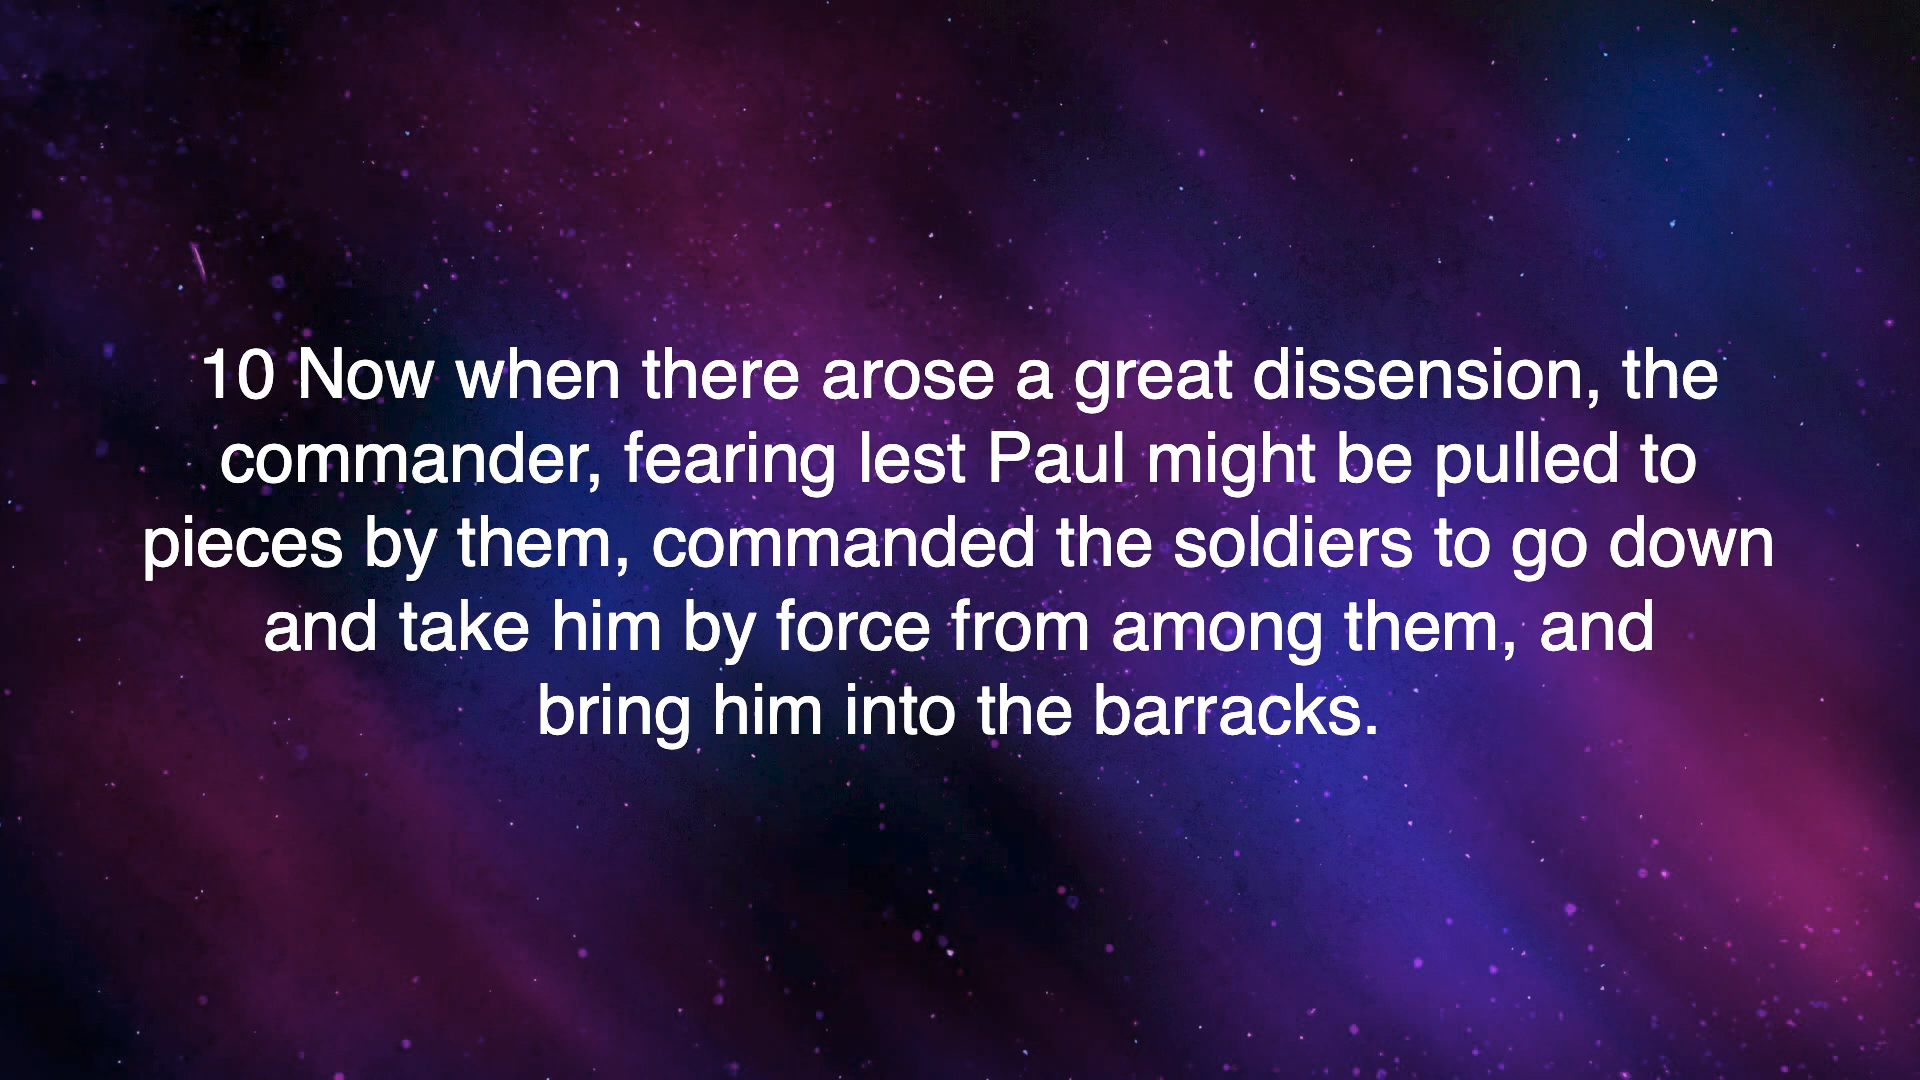 10 Now when there arose a great dissension, the
commander, fearing lest Paul might be pulled to
pieces by them, commanded the soldiers to go down
and take him by force from among them, and
bring him into the barracks.